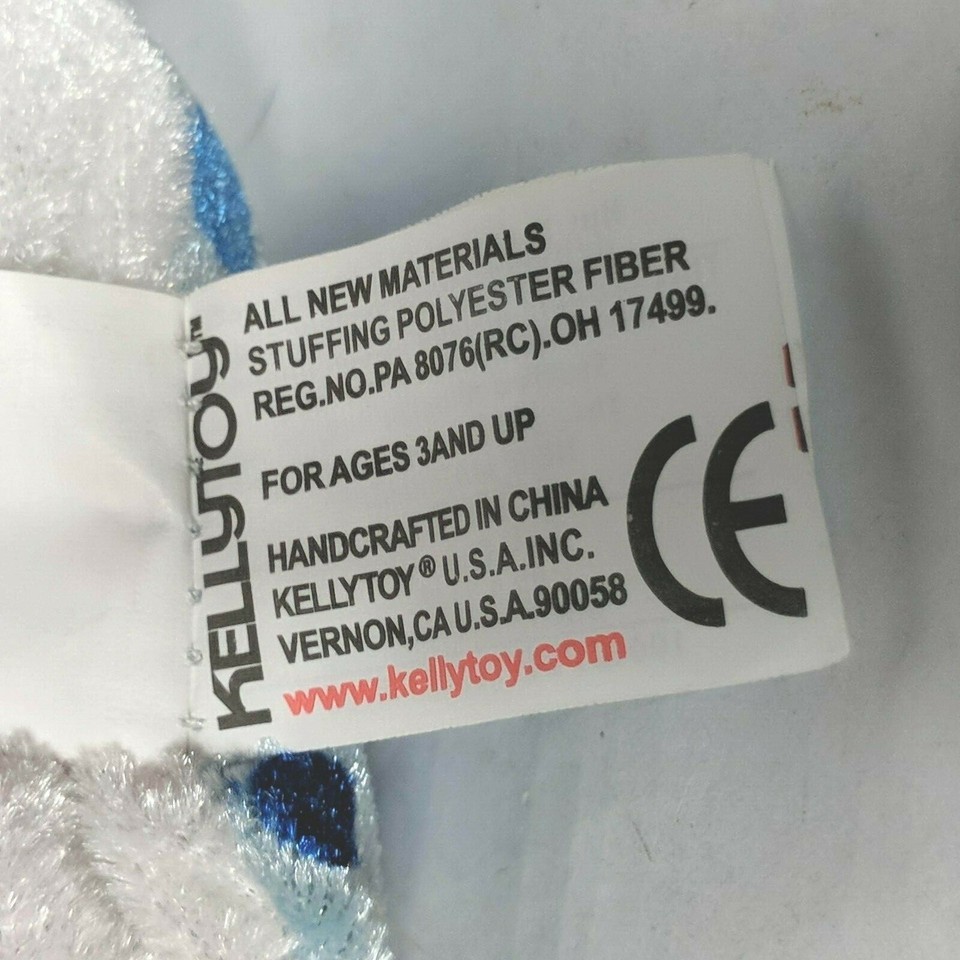 KELLYTOY™
ALL NEW MATERIALS
STUFFING POLYESTER FIBER
REG.NO.PA 8076(RC).OH 17499.
FOR AGES 3AND UP
HANDCRAFTED IN CHINA
KELLYTOY® U.S.A.INC.
VERNON,CA U.S.A.90058
www.kellytoy.com
CE